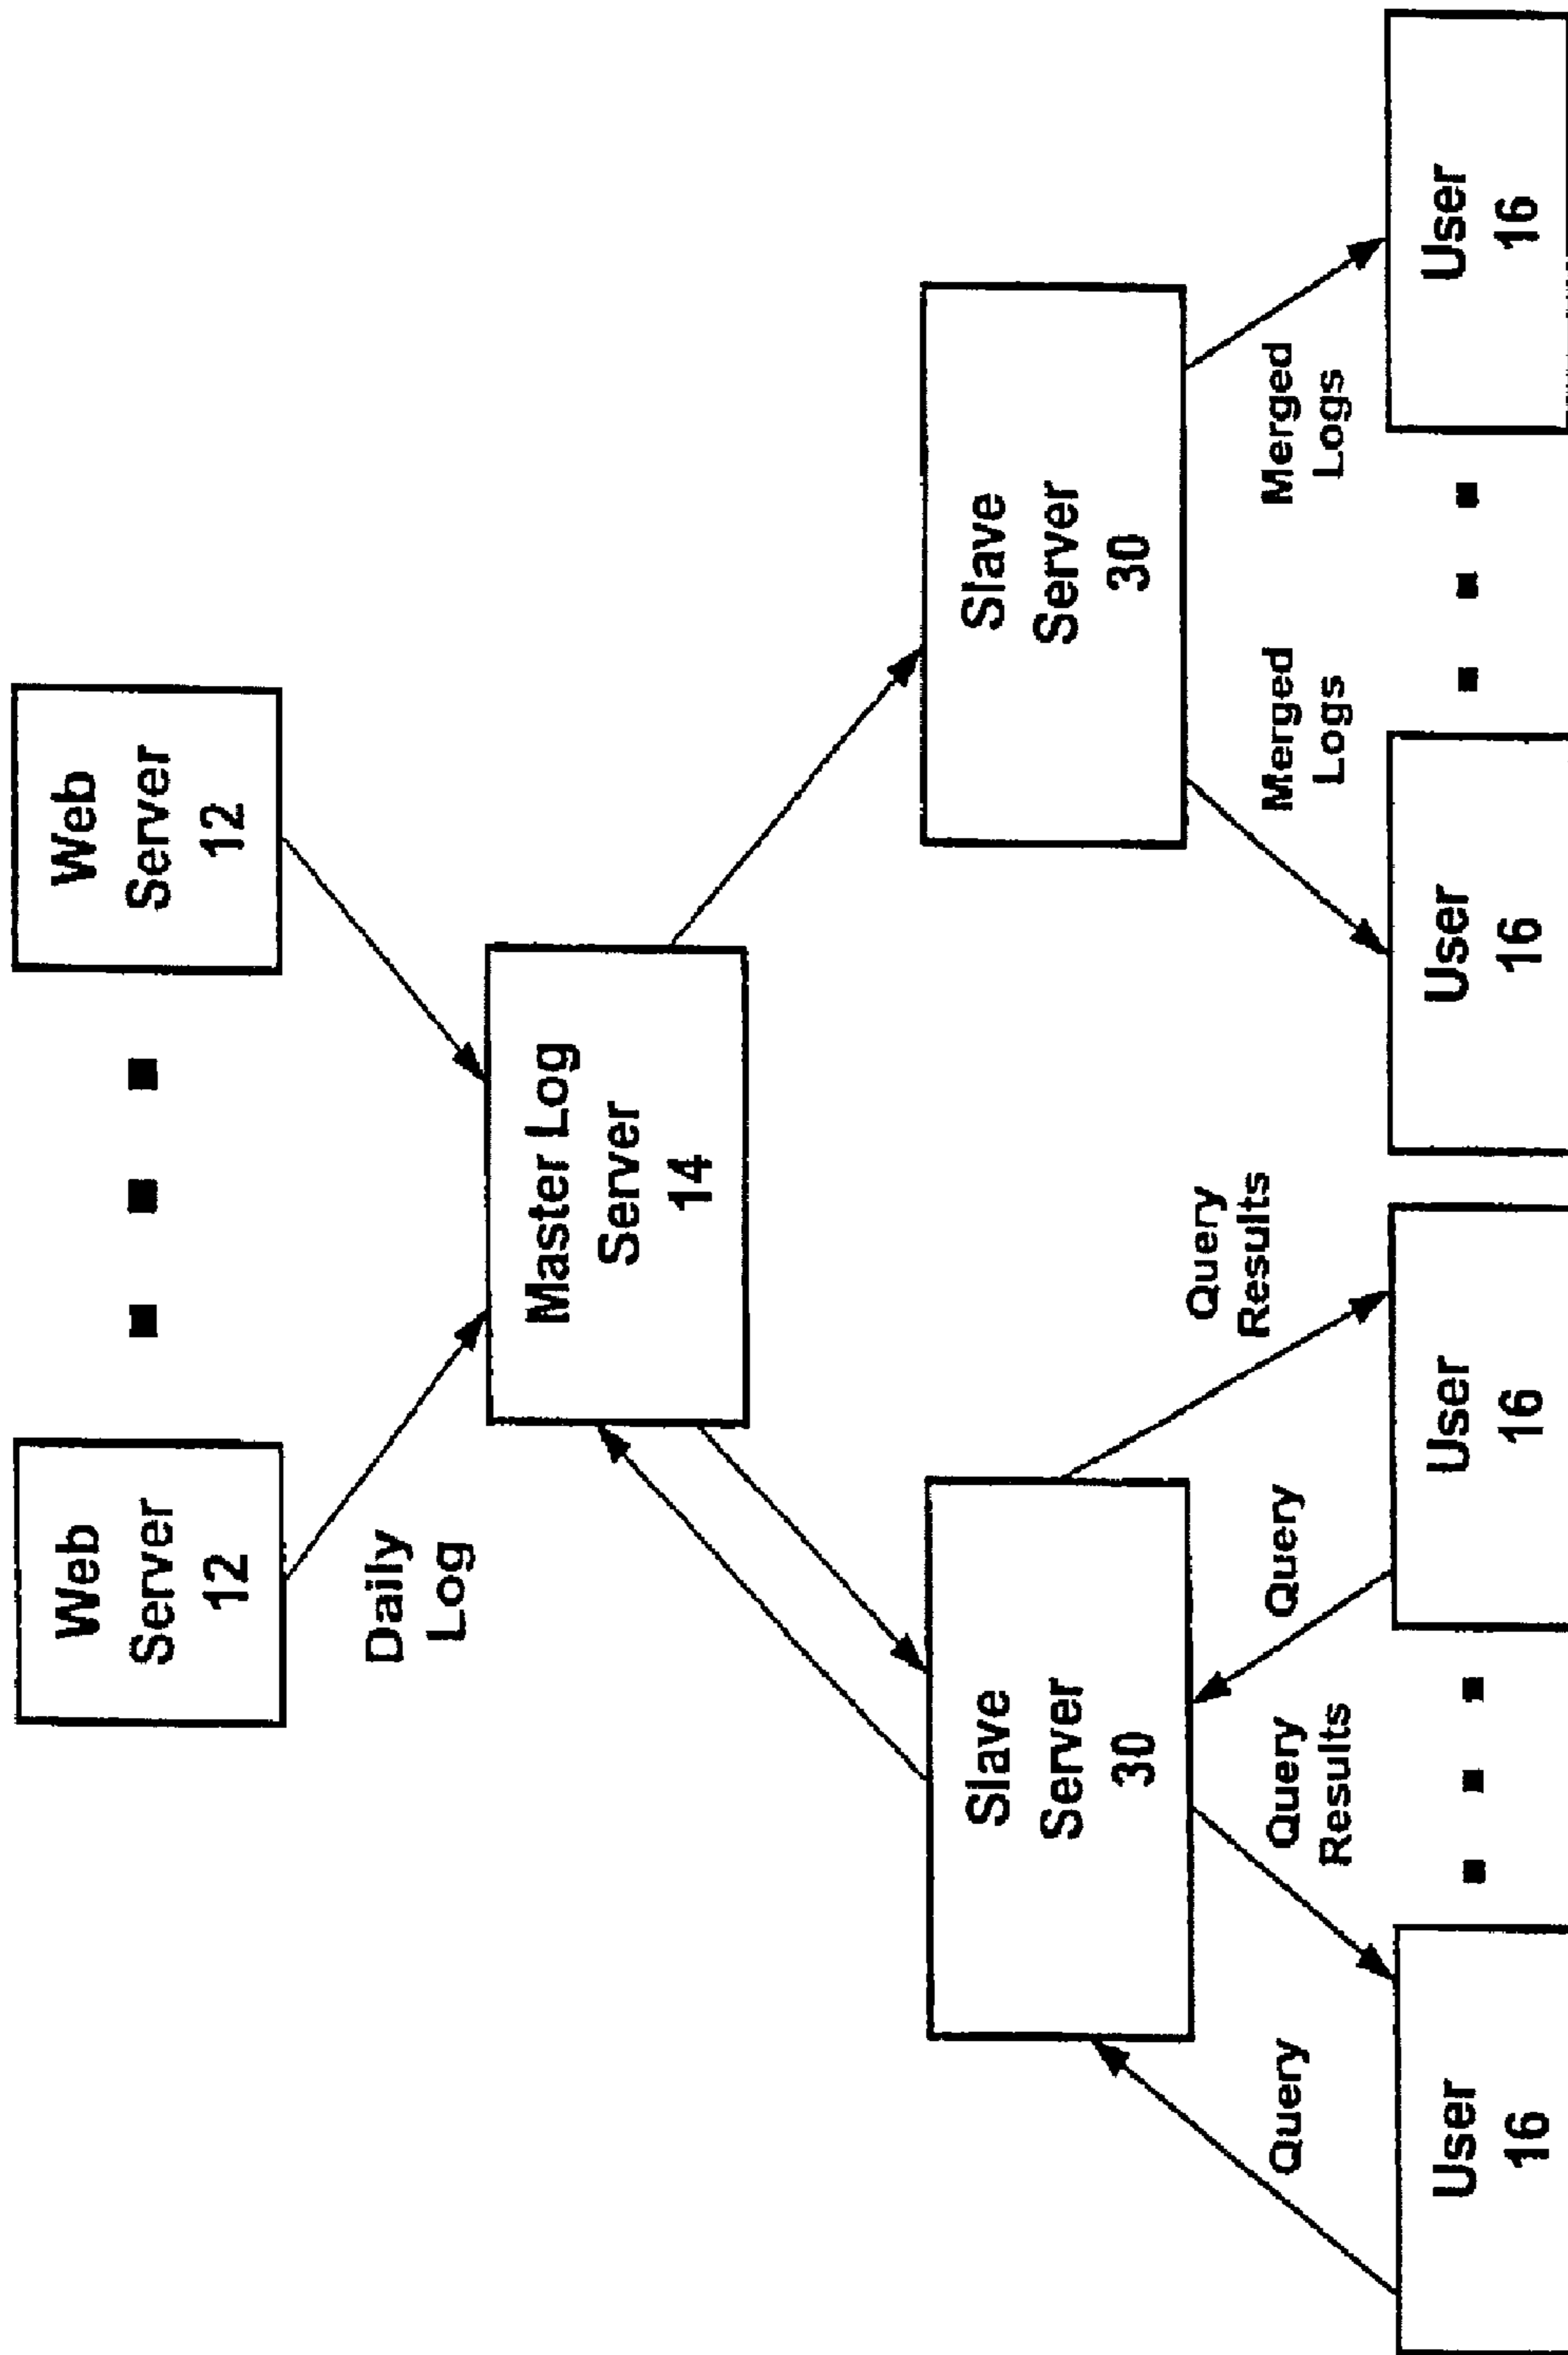 Web
Server
12
Web
Server
12
Daily
Log
Master Log
Server
14
Slave
Server
30
Slave
Server
30
Query
Query
Results
Query
Query
Results
Merged
Logs
Merged
Logs
User
16
User
16
User
16
User
16